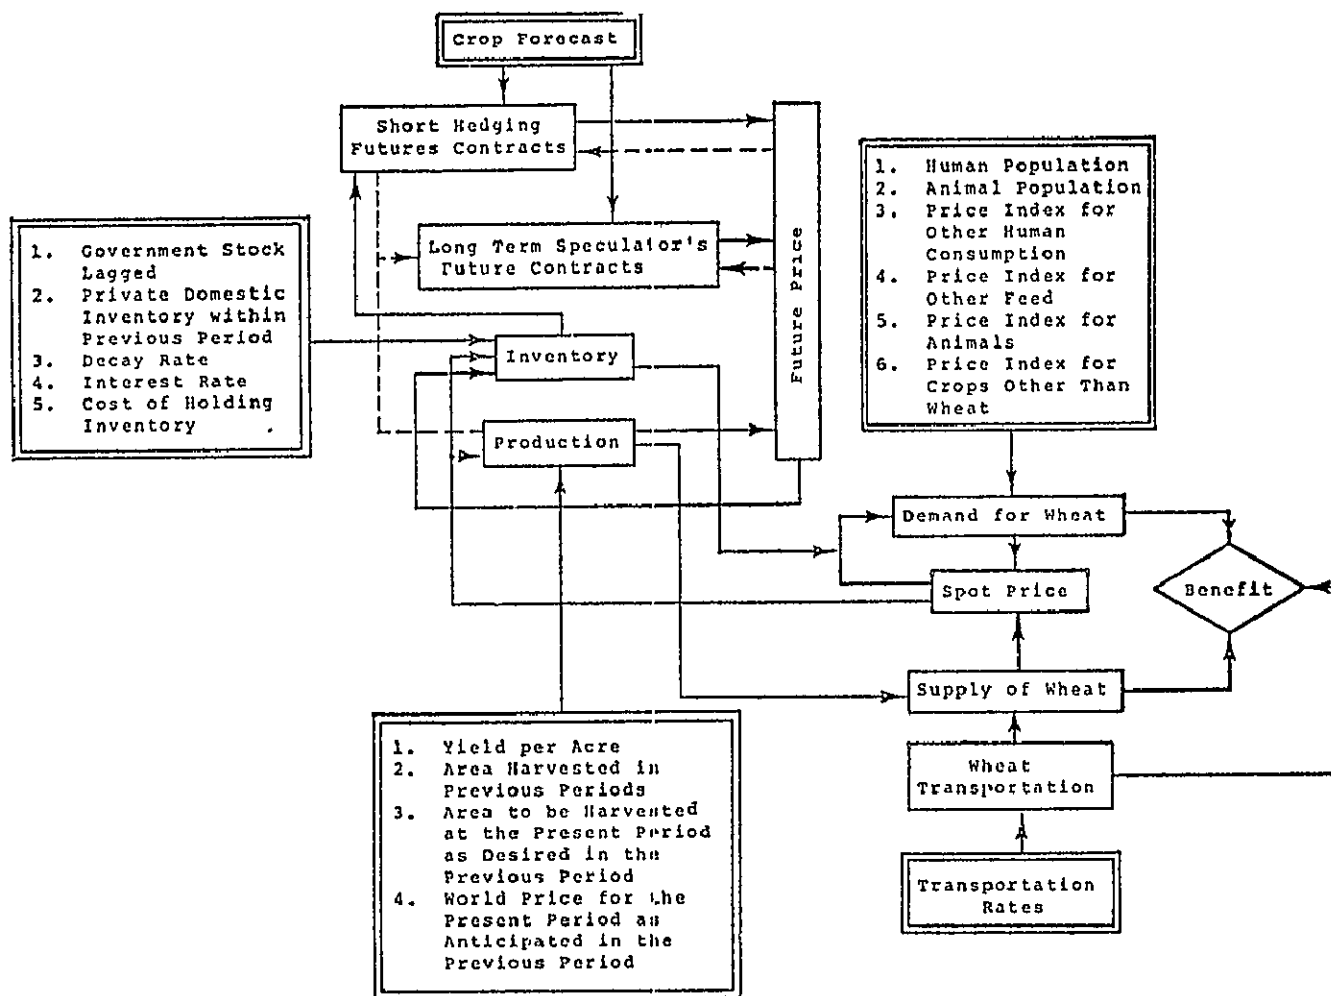 Crop Forecast
Short Hedging
Futures Contracts
Long Term Speculator's
Future Contracts
Future Price
1. Government Stock
Lagged
2. Private Domestic
Inventory within
Previous Period
3. Decay Rate
4. Interest Rate
5. Cost of Holding
Inventory
Inventory
Production
1. Human Population
2. Animal Population
3. Price Index for
Other Human
Consumption
4. Price Index for
Other Feed
5. Price Index for
Animals
6. Price Index for
Crops Other Than
Wheat
Demand for Wheat
Spot Price
Benefit
Supply of Wheat
Wheat
Transportation
Transportation
Rates
1. Yield per Acre
2. Area Harvested in
Previous Periods
3. Area to be Harvested
at the Present Period
as Desired in the
Previous Period
4. World Price for the
Present Period as
Anticipated in the
Previous Period